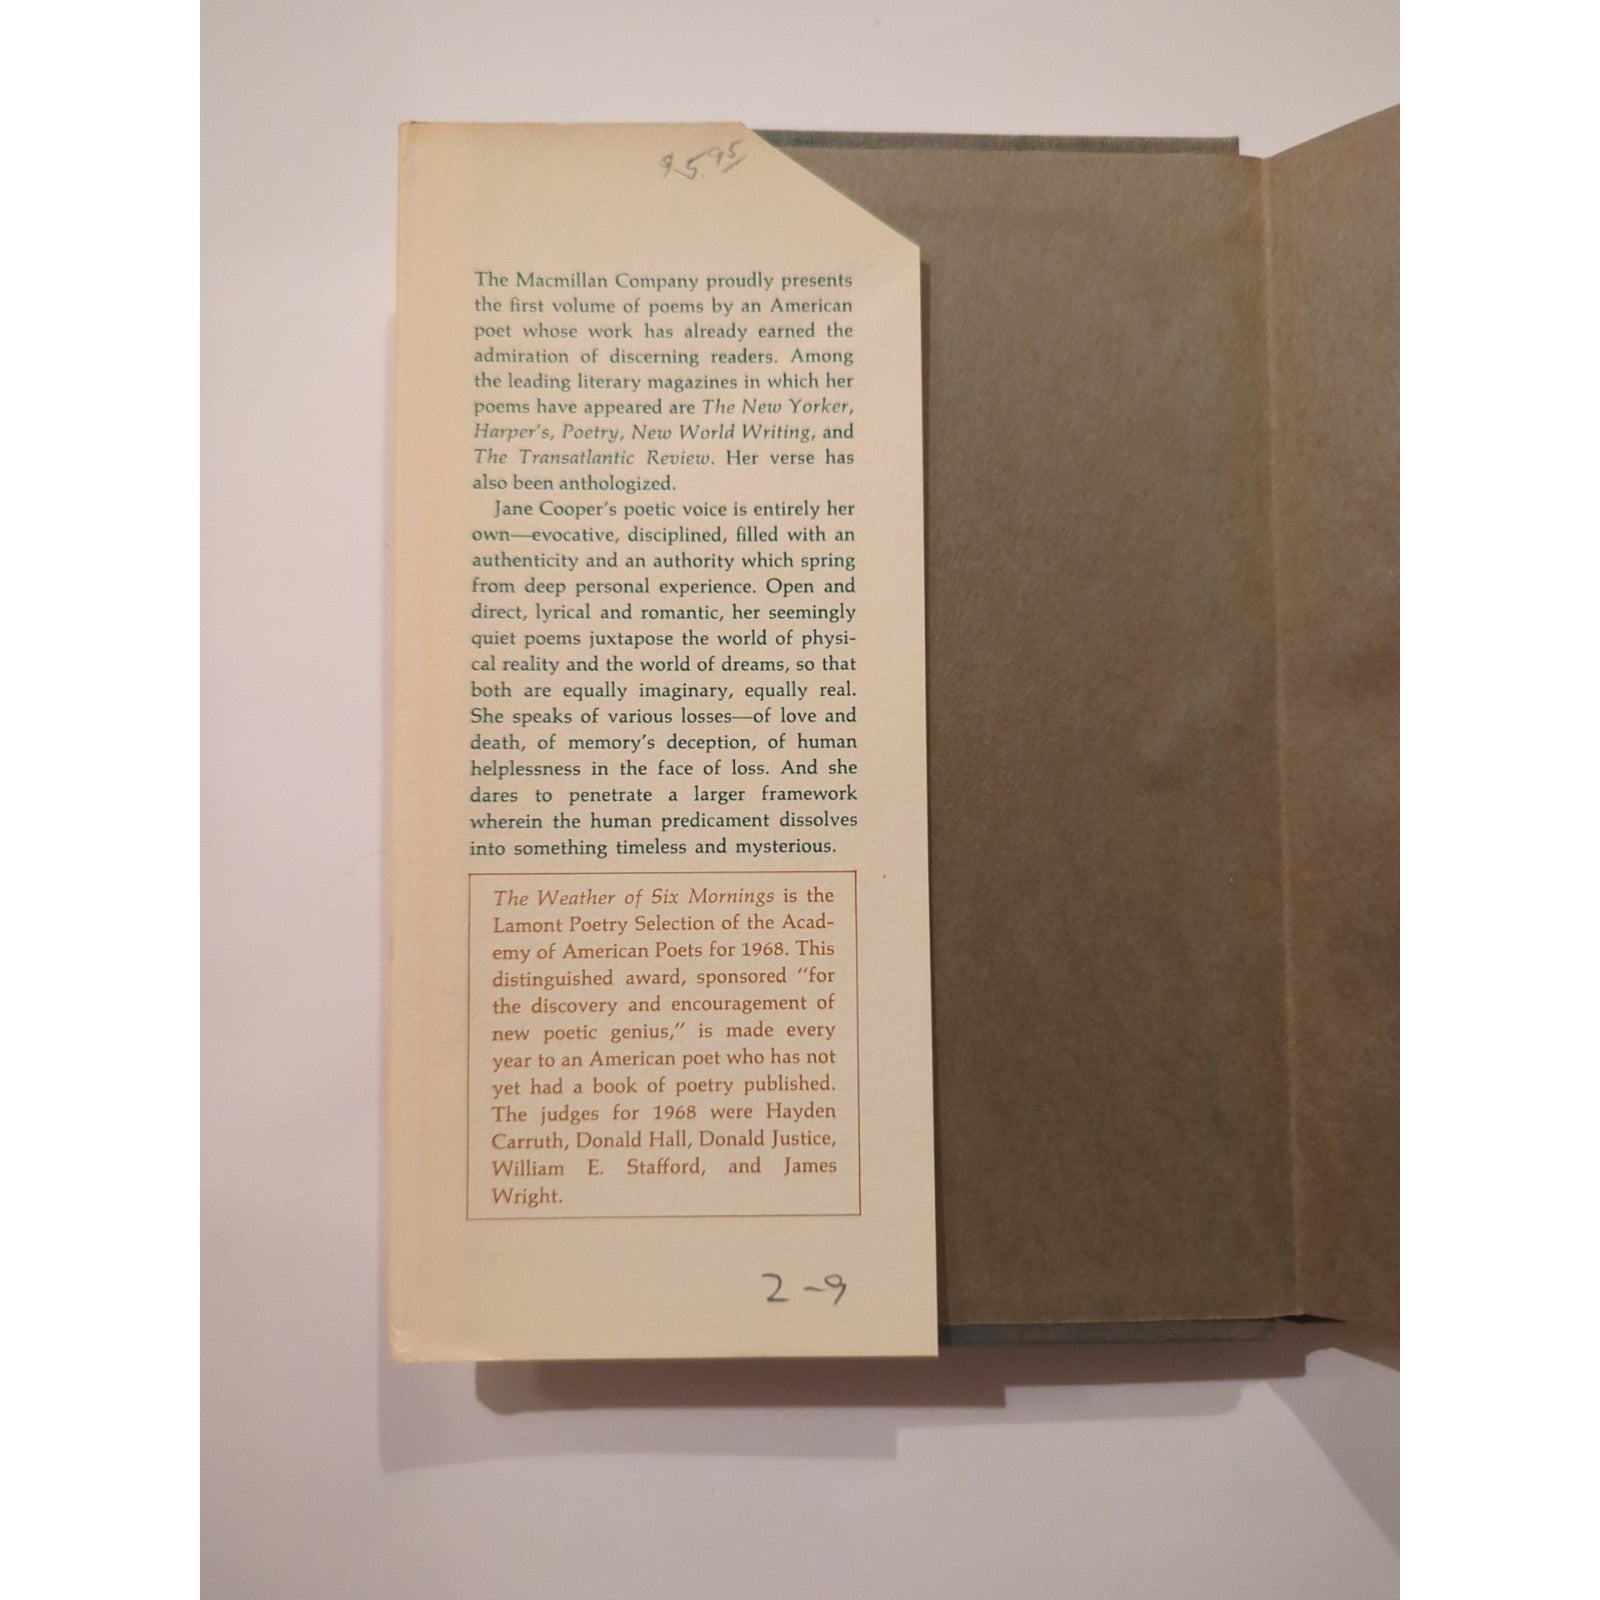 $5.95
The Macmillan Company proudly presents
the first volume of poems by an American
poet whose work has already earned the
admiration of discerning readers. Among
the leading literary magazines in which her
poems have appeared are The New Yorker,
Harper's, Poetry, New World Writing, and
The Transatlantic Review. Her verse has
also been anthologized.
Jane Cooper's poetic voice is entirely her
own—evocative, disciplined, filled with an
authenticity and an authority which spring
from deep personal experience. Open and
direct, lyrical and romantic, her seemingly
quiet poems juxtapose the world of physi-
cal reality and the world of dreams, so that
both are equally imaginary, equally real.
She speaks of various losses—of love and
death, of memory's deception, of human
helplessness in the face of loss. And she
dares to penetrate a larger framework
wherein the human predicament dissolves
into something timeless and mysterious.
The Weather of Six Mornings is the
Lamont Poetry Selection of the Acad-
emy of American Poets for 1968. This
distinguished award, sponsored "for
the discovery and encouragement of
new poetic genius," is made every
year to an American poet who has not
yet had a book of poetry published.
The judges for 1968 were Hayden
Carruth, Donald Hall, Donald Justice,
William E. Stafford, and James
Wright.
2-9